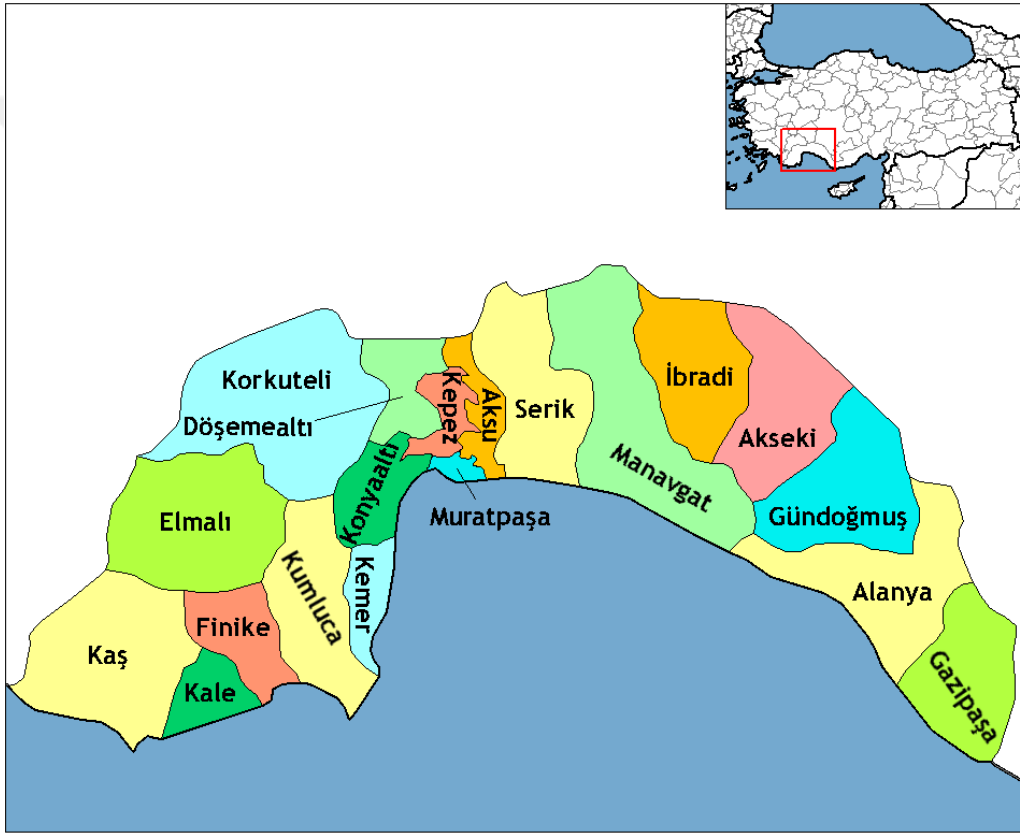 Korkuteli
Döşemealtı
Kepez
Aksu
Serik
Manavgat
İbradi
Akseki
Gündoğmuş
Elmalı
Konyaaltı
Muratpaşa
Kumluca
Kemer
Alanya
Gazipaşa
Finike
Kaş
Kale